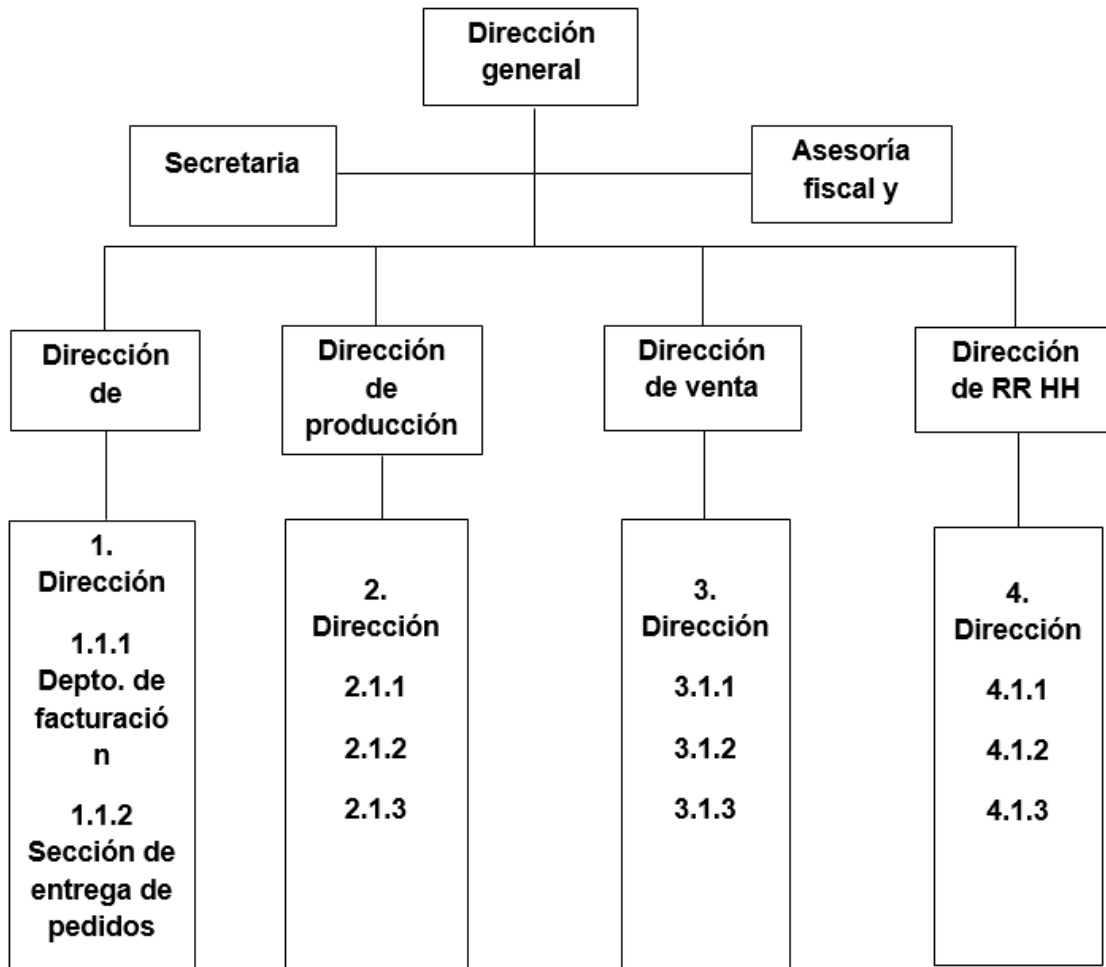 Dirección
general
Secretaria
Asesoría
fiscal y
Dirección
de
Dirección
de
producción
Dirección
de venta
Dirección
de RR HH
1.
Dirección
1.1.1
Depto. de
facturació
n
1.1.2
Sección de
entrega de
pedidos
2.
Dirección
2.1.1
2.1.2
2.1.3
3.
Dirección
3.1.1
3.1.2
3.1.3
4.
Dirección
4.1.1
4.1.2
4.1.3